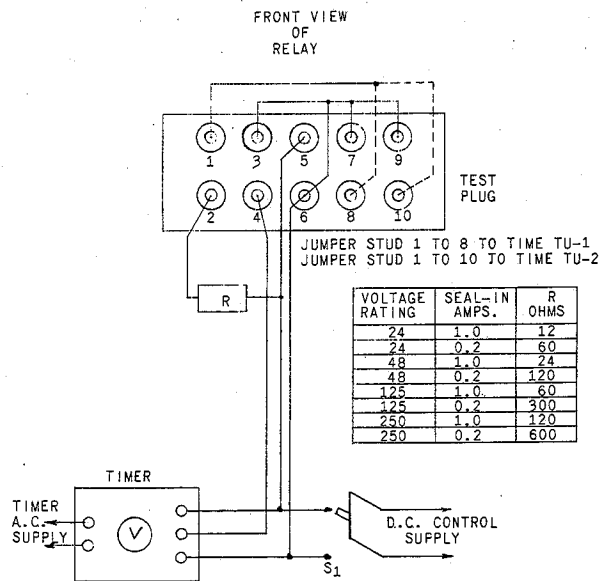 FRONT VIEW
OF
RELAY
1 3 5 7 9
2 4 6 8 10
TEST
PLUG
JUMPER STUD 1 TO 8 TO TIME TU-1
JUMPER STUD 1 TO 10 TO TIME TU-2
R
VOLTAGE RATING SEAL-IN AMPS. R OHMS
24 1.0 12
24 0.2 60
48 1.0 24
48 0.2 120
125 1.0 60
125 0.2 300
250 1.0 120
250 0.2 600
TIMER
TIMER
A.C.
SUPPLY
V
D.C. CONTROL
SUPPLY
S1